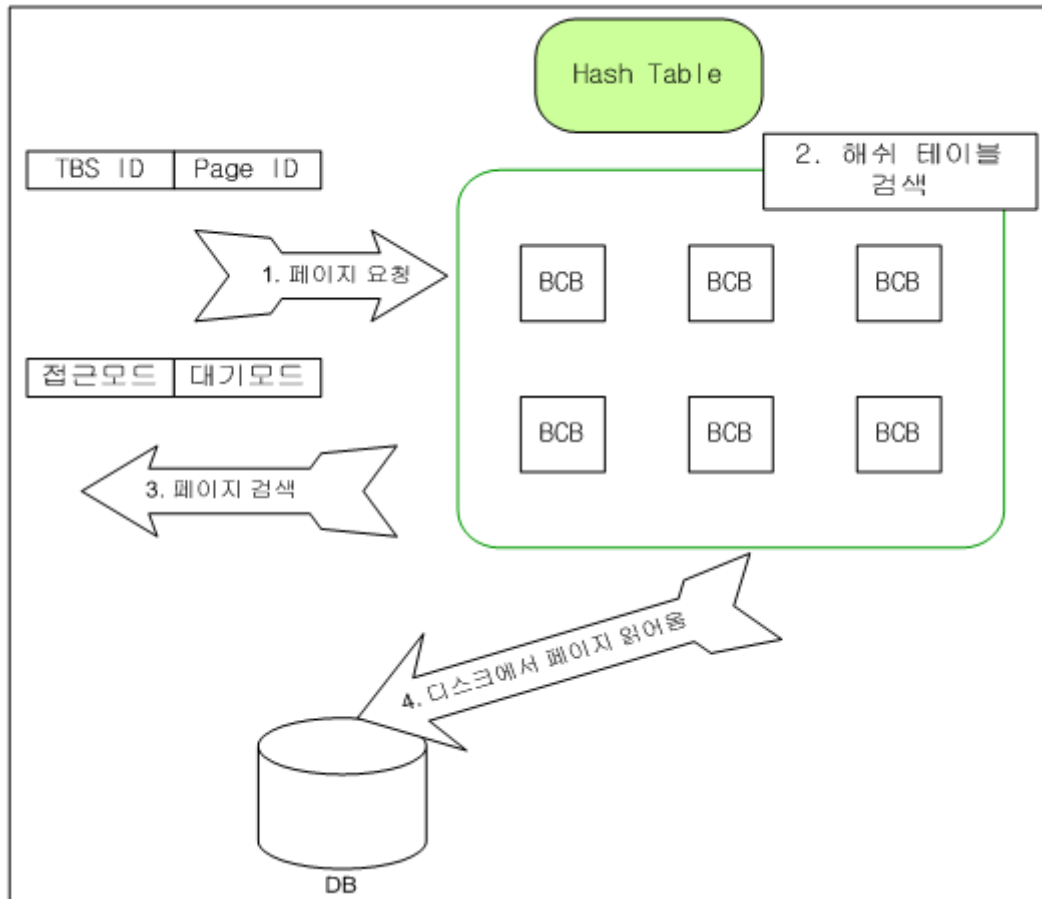 Hash Table
2. 해쉬 테이블
검색
TBS ID
Page ID
1. 페이지 요청
BCB
BCB
BCB
접근모드
대기모드
BCB
BCB
BCB
3. 페이지 검색
4. 디스크에서 페이지 읽어옴
DB